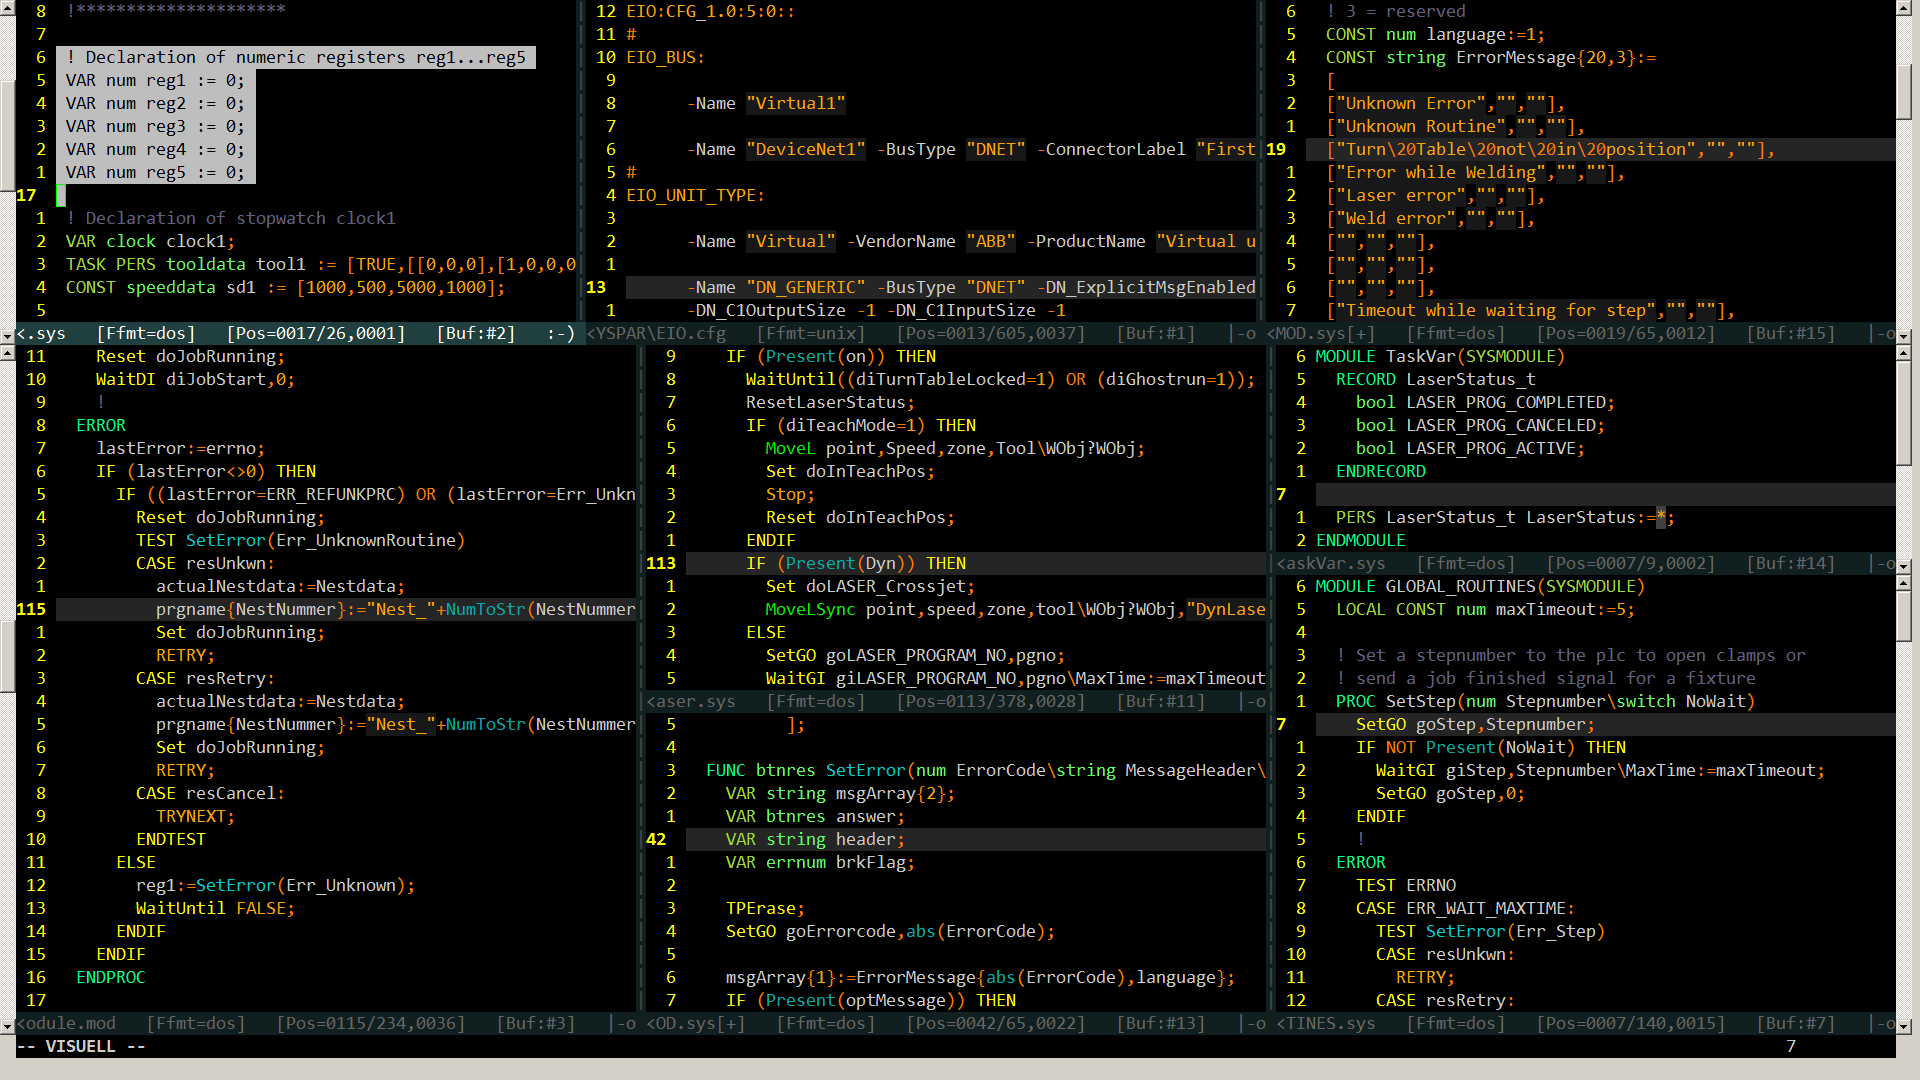 8 !*********************
7
6 ! Declaration of numeric registers reg1...reg5
5 VAR num reg1 := 0;
4 VAR num reg2 := 0;
3 VAR num reg3 := 0;
2 VAR num reg4 := 0;
1 VAR num reg5 := 0;
17
1 ! Declaration of stopwatch clock1
2 VAR clock clock1;
3 TASK PERS tooldata tool1 := [TRUE,[[0,0,0],[1,0,0,0
4 CONST speeddata sd1 := [1000,500,5000,1000];
5
<.sys [Ffmt=dos] [Pos=0017/26,0001] [Buf:#2] :-)
12 EIO:CFG_1.0:5:0::
11 #
10 EIO_BUS:
9
8 -Name "Virtual1"
7
6 -Name "DeviceNet1" -BusType "DNET" -ConnectorLabel "First
5 #
4 EIO_UNIT_TYPE:
3
2 -Name "Virtual" -VendorName "ABB" -ProductName "Virtual u
1
13 -Name "DN_GENERIC" -BusType "DNET" -DN_ExplicitMsgEnabled
1 -DN_C1OutputSize -1 -DN_C1InputSize -1
<YSPAR\EIO.cfg [Ffmt=unix] [Pos=0013/605,0037] [Buf:#1] |-o
6 ! 3 = reserved
5 CONST num language:=1;
4 CONST string ErrorMessage{20,3}:=
3 [
2 ["Unknown Error","",""],
1 ["Unknown Routine","",""],
19 ["Turn\20Table\20not\20in\20position","",""],
1 ["Error while Welding","",""],
2 ["Laser error","",""],
3 ["Weld error","",""],
4 ["","",""],
5 ["","",""],
6 ["","",""],
7 ["Timeout while waiting for step","",""],
<MOD.sys[+] [Ffmt=dos] [Pos=0019/65,0012] [Buf:#15] |-o
11 Reset doJobRunning;
10 WaitDI diJobStart,0;
9 !
8 ERROR
7 lastError:=errno;
6 IF (lastError<>0) THEN
5 IF ((lastError=ERR_REFUNKPRC) OR (lastError=Err_Unkn
4 Reset doJobRunning;
3 TEST SetError(Err_UnknownRoutine)
2 CASE resUnkwn:
1 actualNestdata:=Nestdata;
115 prgname{NestNummer}:="Nest_"+NumToStr(NestNummer
1 Set doJobRunning;
2 RETRY;
3 CASE resRetry:
4 actualNestdata:=Nestdata;
5 prgname{NestNummer}:="Nest_"+NumToStr(NestNummer
6 Set doJobRunning;
7 RETRY;
8 CASE resCancel:
9 TRYNEXT;
10 ENDTEST
11 ELSE
12 reg1:=SetError(Err_Unknown);
13 WaitUntil FALSE;
14 ENDIF
15 ENDIF
16 ENDPROC
17
<odule.mod [Ffmt=dos] [Pos=0115/234,0036] [Buf:#3] |-o
9 IF (Present(on)) THEN
8 WaitUntil((diTurnTableLocked=1) OR (diGhostrun=1));
7 ResetLaserStatus;
6 IF (diTeachMode=1) THEN
5 MoveL point,Speed,zone,Tool\WObj?WObj;
4 Set doInTeachPos;
3 Stop;
2 Reset doInTeachPos;
1 ENDIF
113 IF (Present(Dyn)) THEN
1 Set doLASER_Crossjet;
2 MoveLSync point,speed,zone,tool\WObj?WObj,"DynLase
3 ELSE
4 SetGO goLASER_PROGRAM_NO,pgno;
5 WaitGI giLASER_PROGRAM_NO,pgno\MaxTime:=maxTimeout
<aser.sys [Ffmt=dos] [Pos=0113/378,0028] [Buf:#11] |-o
5 ];
4
3 FUNC btnres SetError(num ErrorCode\string MessageHeader\
2 VAR string msgArray{2};
1 VAR btnres answer;
42 VAR string header;
1 VAR errnum brkFlag;
2
3 TPErase;
4 SetGO goErrorcode,abs(ErrorCode);
5
6 msgArray{1}:=ErrorMessage{abs(ErrorCode),language};
7 IF (Present(optMessage)) THEN
<OD.sys[+] [Ffmt=dos] [Pos=0042/65,0022] [Buf:#13] |-o
6 MODULE TaskVar(SYSMODULE)
5 RECORD LaserStatus_t
4 bool LASER_PROG_COMPLETED;
3 bool LASER_PROG_CANCELED;
2 bool LASER_PROG_ACTIVE;
1 ENDRECORD
7
1 PERS LaserStatus_t LaserStatus:=*;
2 ENDMODULE
<askVar.sys [Ffmt=dos] [Pos=0007/9,0002] [Buf:#14] |-o
6 MODULE GLOBAL_ROUTINES(SYSMODULE)
5 LOCAL CONST num maxTimeout:=5;
4
3 ! Set a stepnumber to the plc to open clamps or
2 ! send a job finished signal for a fixture
1 PROC SetStep(num Stepnumber\switch NoWait)
7 SetGO goStep,Stepnumber;
1 IF NOT Present(NoWait) THEN
2 WaitGI giStep,Stepnumber\MaxTime:=maxTimeout;
3 SetGO goStep,0;
4 ENDIF
5 !
6 ERROR
7 TEST ERRNO
8 CASE ERR_WAIT_MAXTIME:
9 TEST SetError(Err_Step)
10 CASE resUnkwn:
11 RETRY;
12 CASE resRetry:
<TINES.sys [Ffmt=dos] [Pos=0007/140,0015] [Buf:#7] |-o
-- VISUELL -- 7